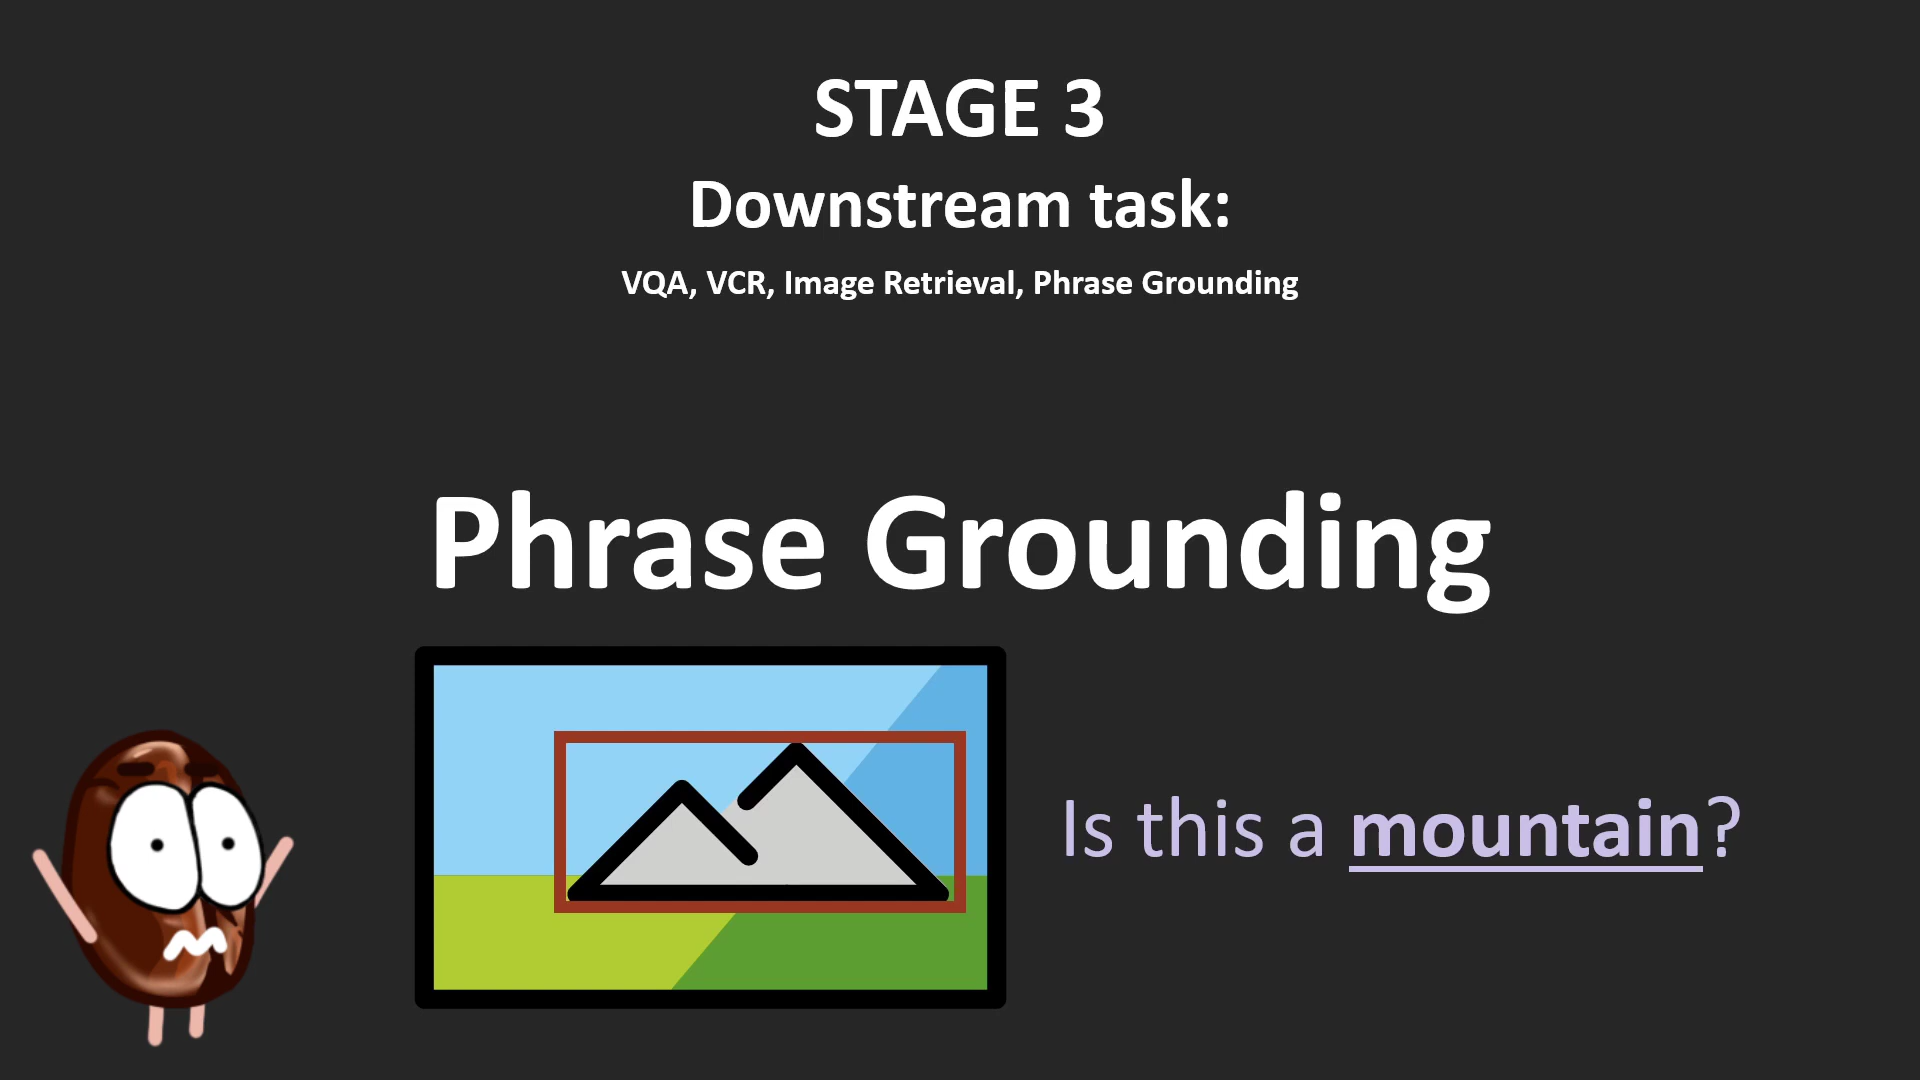 STAGE 3
Downstream task:
VQA, VCR, Image Retrieval, Phrase Grounding
Phrase Grounding
Is this a mountain?